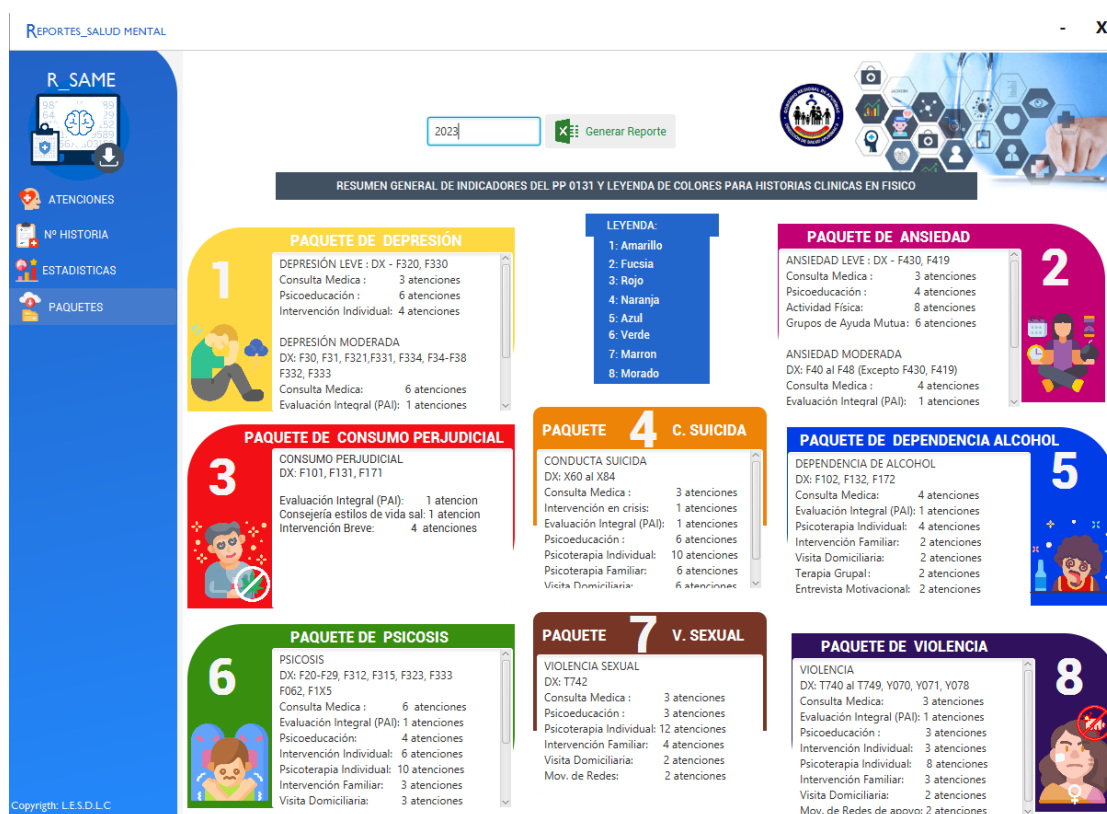 REPORTES_SALUD MENTAL
- X
R_SAME
ATENCIONES
Nº HISTORIA
ESTADISTICAS
PAQUETES
Copyrigth: L.E.S.D.L.C
2023
Generar Reporte
RESUMEN GENERAL DE INDICADORES DEL PP 0131 Y LEYENDA DE COLORES PARA HISTORIAS CLINICAS EN FISICO
1
PAQUETE DE DEPRESIÓN
DEPRESIÓN LEVE : DX - F320, F330
Consulta Medica : 3 atenciones
Psicoeducación : 6 atenciones
Intervención Individual: 4 atenciones
DEPRESIÓN MODERADA
DX: F30, F31, F321,F331, F334, F34-F38
F332, F333
Consulta Medica: 6 atenciones
Evaluación Integral (PAI): 1 atenciones
LEYENDA:
1: Amarillo
2: Fucsia
3: Rojo
4: Naranja
5: Azul
6: Verde
7: Marron
8: Morado
PAQUETE DE ANSIEDAD
2
ANSIEDAD LEVE : DX - F430, F419
Consulta Medica : 3 atenciones
Psicoeducación : 4 atenciones
Actividad Física: 8 atenciones
Grupos de Ayuda Mutua: 6 atenciones
ANSIEDAD MODERADA
DX: F40 al F48 (Excepto F430, F419)
Consulta Medica : 4 atenciones
Evaluación Integral (PAI): 1 atenciones
PAQUETE DE CONSUMO PERJUDICIAL
3
CONSUMO PERJUDICIAL
DX: F101, F131, F171
Evaluación Integral (PAI): 1 atencion
Consejería estilos de vida sal: 1 atencion
Intervención Breve: 4 atenciones
PAQUETE 4 C. SUICIDA
CONDUCTA SUICIDA
DX: X60 al X84
Consulta Medica : 3 atenciones
Intervención en crisis: 1 atenciones
Evaluación Integral (PAI): 1 atenciones
Psicoeducación : 6 atenciones
Psicoterapia Individual: 10 atenciones
Psicoterapia Familiar: 6 atenciones
Visita Domiciliaria: 6 atenciones
PAQUETE DE DEPENDENCIA ALCOHOL
5
DEPENDENCIA DE ALCOHOL
DX: F102, F132, F172
Consulta Medica: 4 atenciones
Evaluación Integral (PAI): 1 atenciones
Psicoterapia Individual: 4 atenciones
Intervención Familiar: 2 atenciones
Visita Domiciliaria: 2 atenciones
Terapia Grupal: 2 atenciones
Entrevista Motivacional: 2 atenciones
PAQUETE DE PSICOSIS
6
PSICOSIS
DX: F20-F29, F312, F315, F323, F333
F062, F1X5
Consulta Medica : 6 atenciones
Evaluación Integral (PAI): 1 atenciones
Psicoeducación: 4 atenciones
Intervención Individual: 6 atenciones
Psicoterapia Individual: 10 atenciones
Intervención Familiar: 3 atenciones
Visita Domiciliaria: 3 atenciones
PAQUETE 7 V. SEXUAL
VIOLENCIA SEXUAL
DX: T742
Consulta Medica : 3 atenciones
Psicoeducación : 3 atenciones
Psicoterapia Individual: 12 atenciones
Intervención Familiar: 4 atenciones
Visita Domiciliaria: 2 atenciones
Mov. de Redes: 2 atenciones
PAQUETE DE VIOLENCIA
8
VIOLENCIA
DX: T740 al T749, Y070, Y071, Y078
Consulta Medica: 3 atenciones
Evaluación Integral (PAI): 1 atenciones
Psicoeducación : 3 atenciones
Intervención Individual: 3 atenciones
Psicoterapia Individual: 8 atenciones
Intervención Familiar: 3 atenciones
Visita Domiciliaria: 2 atenciones
Mov. de Redes de apoyo: 2 atenciones